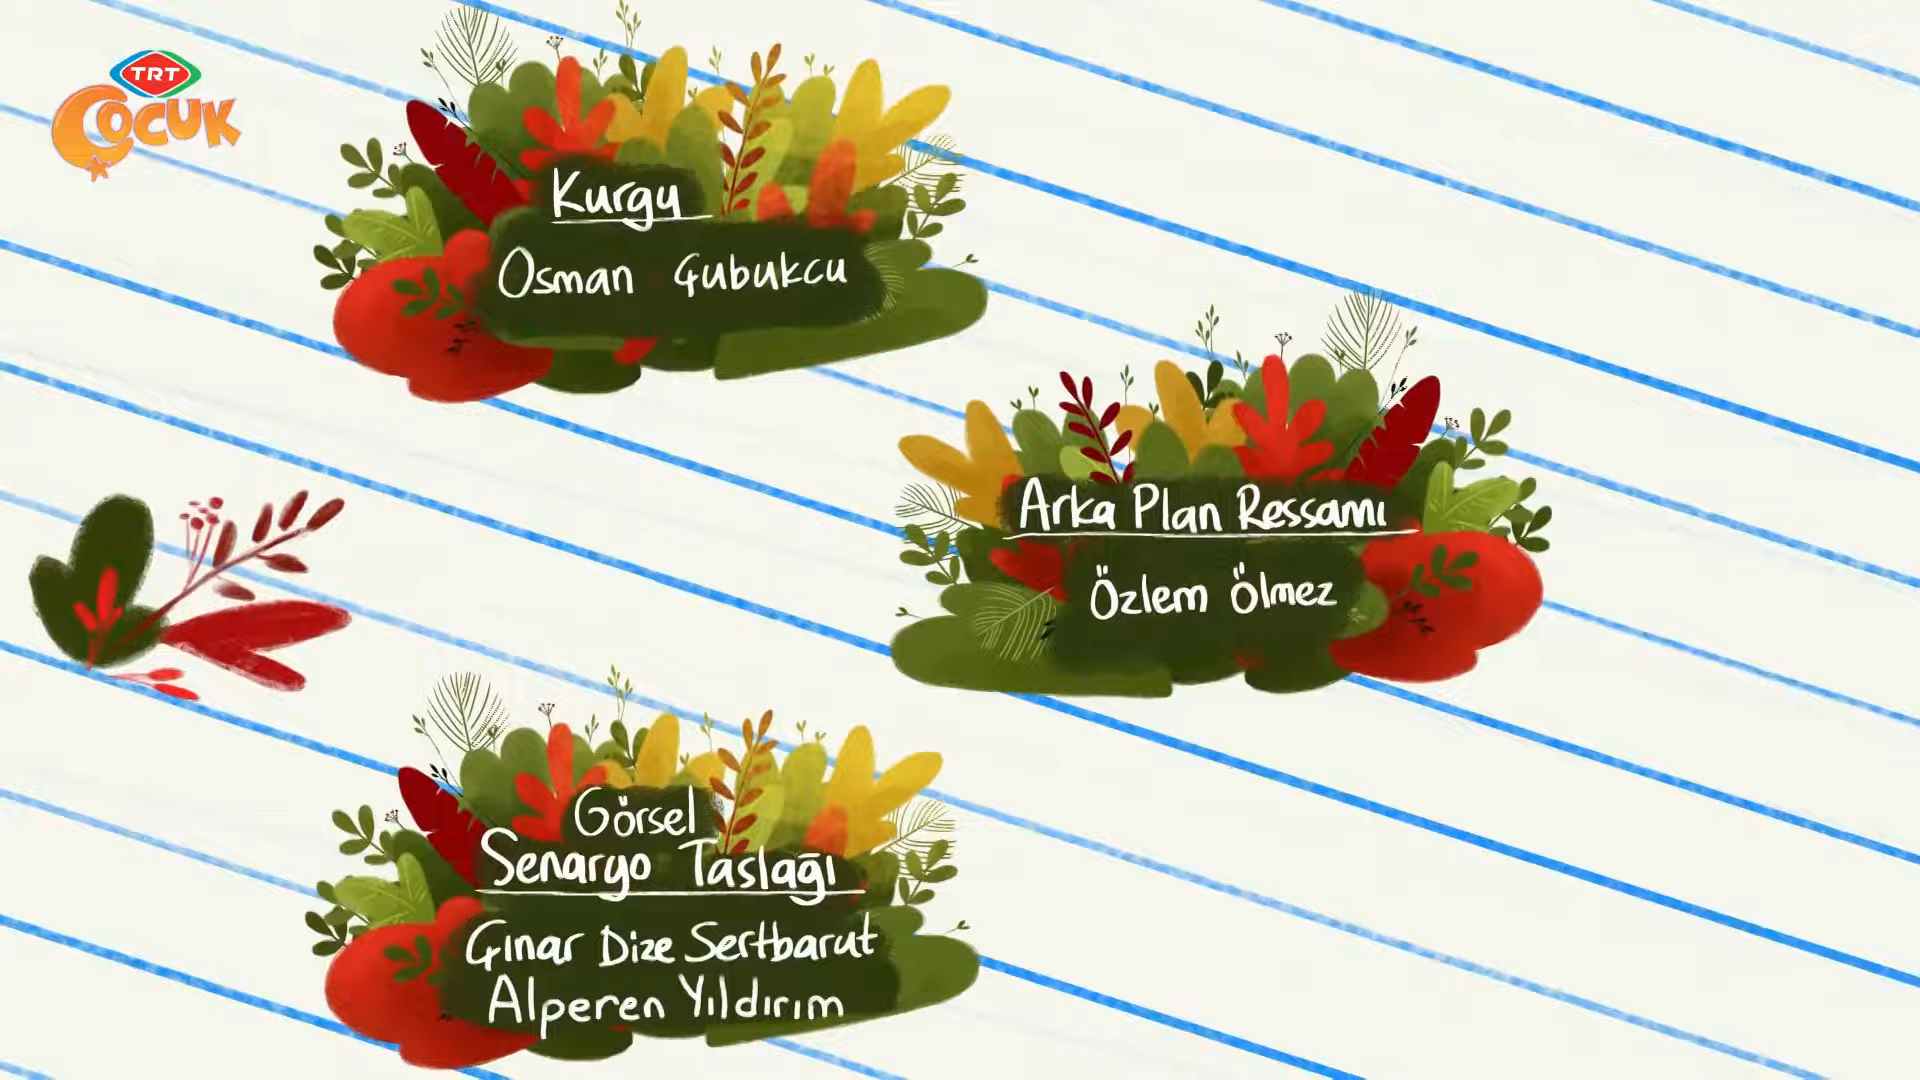 TRT
ÇOCUK
Kurgu
Osman Çubukcu
Arka Plan Ressamı
Özlem Ölmez
Görsel
Senaryo Taslağı
Çınar Dize Sertbarut
Alperen Yıldırım